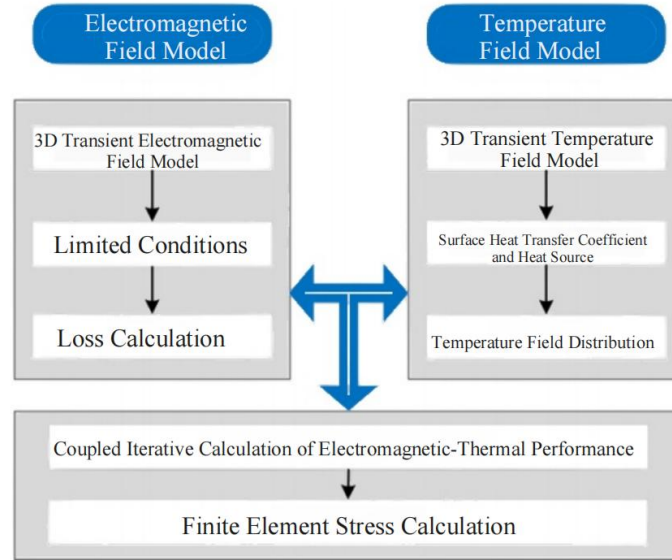 Electromagnetic
Field Model
Temperature
Field Model
3D Transient Electromagnetic
Field Model
Limited Conditions
Loss Calculation
3D Transient Temperature
Field Model
Surface Heat Transfer Coefficient
and Heat Source
Temperature Field Distribution
Coupled Iterative Calculation of Electromagnetic-Thermal Performance
Finite Element Stress Calculation